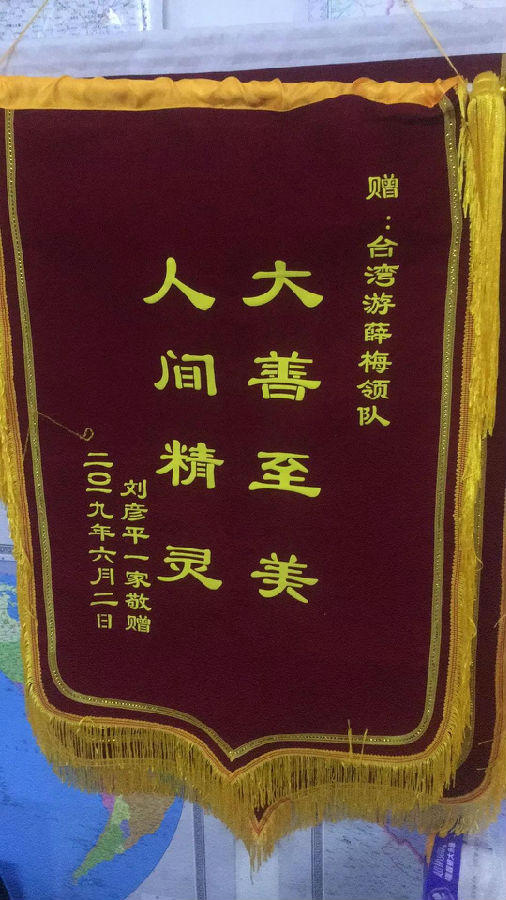 赠：台湾游薛梅领队
大善至美
人间精灵
刘彦平一家敬赠
二〇一九年六月二日